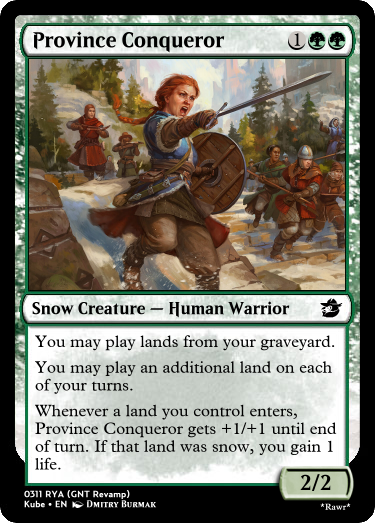 Province Conqueror 1
Snow Creature — Human Warrior
You may play lands from your graveyard.
You may play an additional land on each
of your turns.
Whenever a land you control enters,
Province Conqueror gets +1/+1 until end
of turn. If that land was snow, you gain 1
life.
2/2
0311 RYA (GNT Revamp)
Kube • EN Dmitry Burmak
*Rawr*